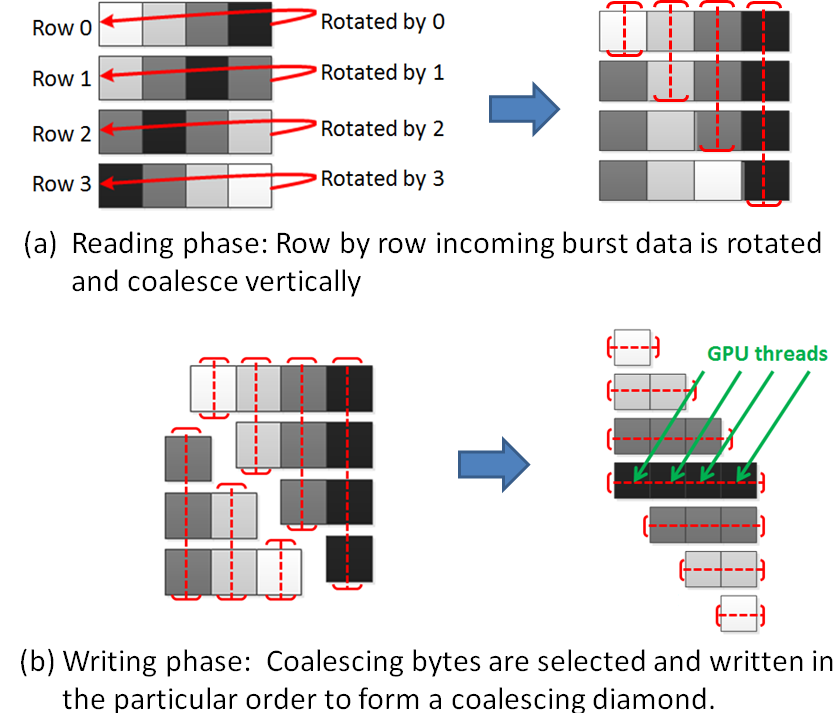 Row 0
Rotated by 0
Row 1
Rotated by 1
Row 2
Rotated by 2
Row 3
Rotated by 3
(a) Reading phase: Row by row incoming burst data is rotated
and coalesce vertically
GPU threads
(b) Writing phase: Coalescing bytes are selected and written in
the particular order to form a coalescing diamond.